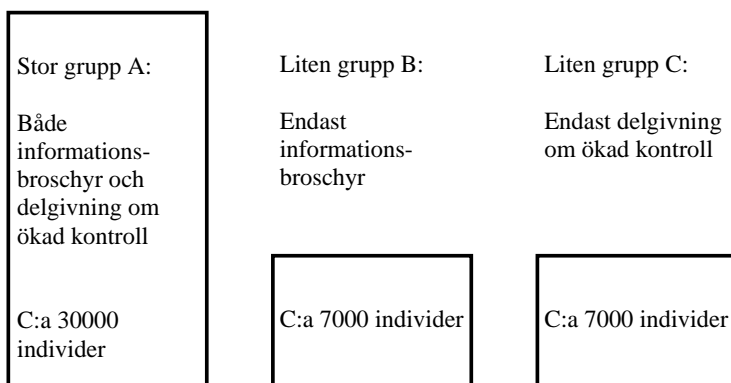 Stor grupp A:
Både
informations-
broschyr och
delgivning om
ökad kontroll
C:a 30000
individer
Liten grupp B:
Endast
informations-
broschyr
C:a 7000 individer
Liten grupp C:
Endast delgivning
om ökad kontroll
C:a 7000 individer